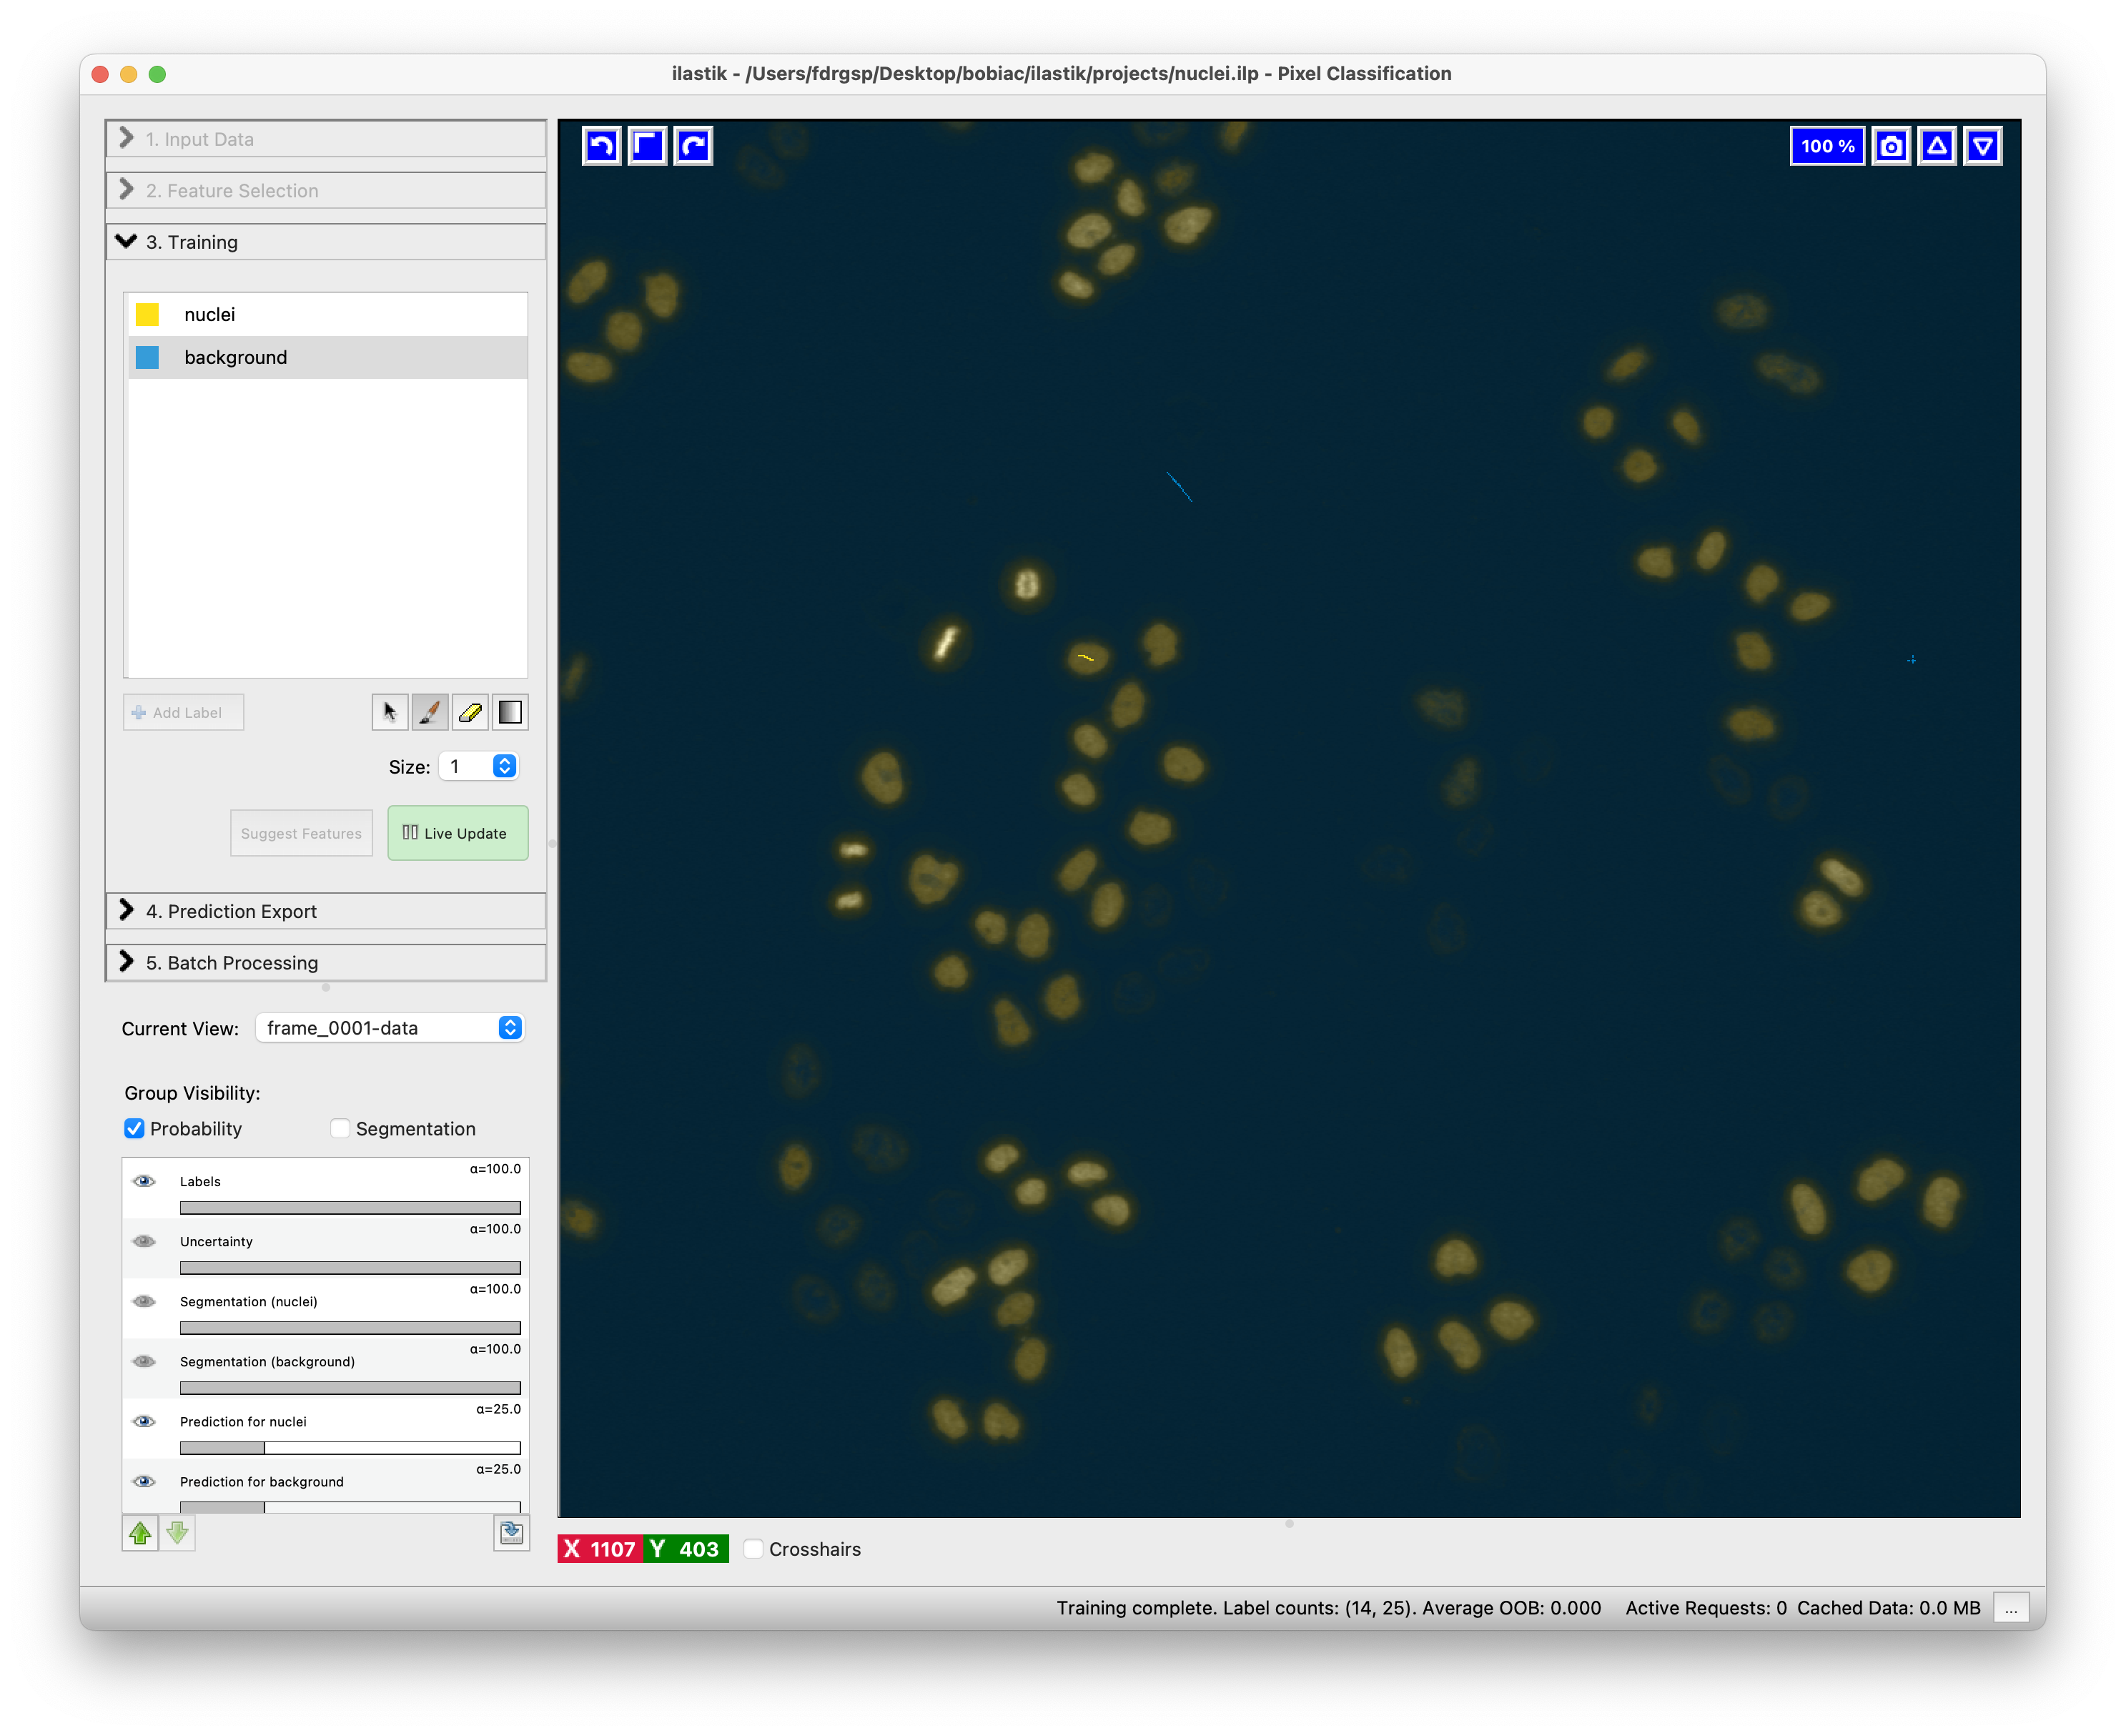 ilastik - /Users/fdrgsp/Desktop/bobiac/ilastik/projects/nuclei.ilp - Pixel Classification
1. Input Data
2. Feature Selection
3. Training
nuclei
background
Add Label
Size: 1
Suggest Features
Live Update
4. Prediction Export
5. Batch Processing
Current View: frame_0001-data
Group Visibility:
Probability
Segmentation
α=100.0
Labels
α=100.0
Uncertainty
α=100.0
Segmentation (nuclei)
α=100.0
Segmentation (background)
α=25.0
Prediction for nuclei
α=25.0
Prediction for background
100 %
X 1107 Y 403
Crosshairs
Training complete. Label counts: (14, 25). Average OOB: 0.000 Active Requests: 0 Cached Data: 0.0 MB ...